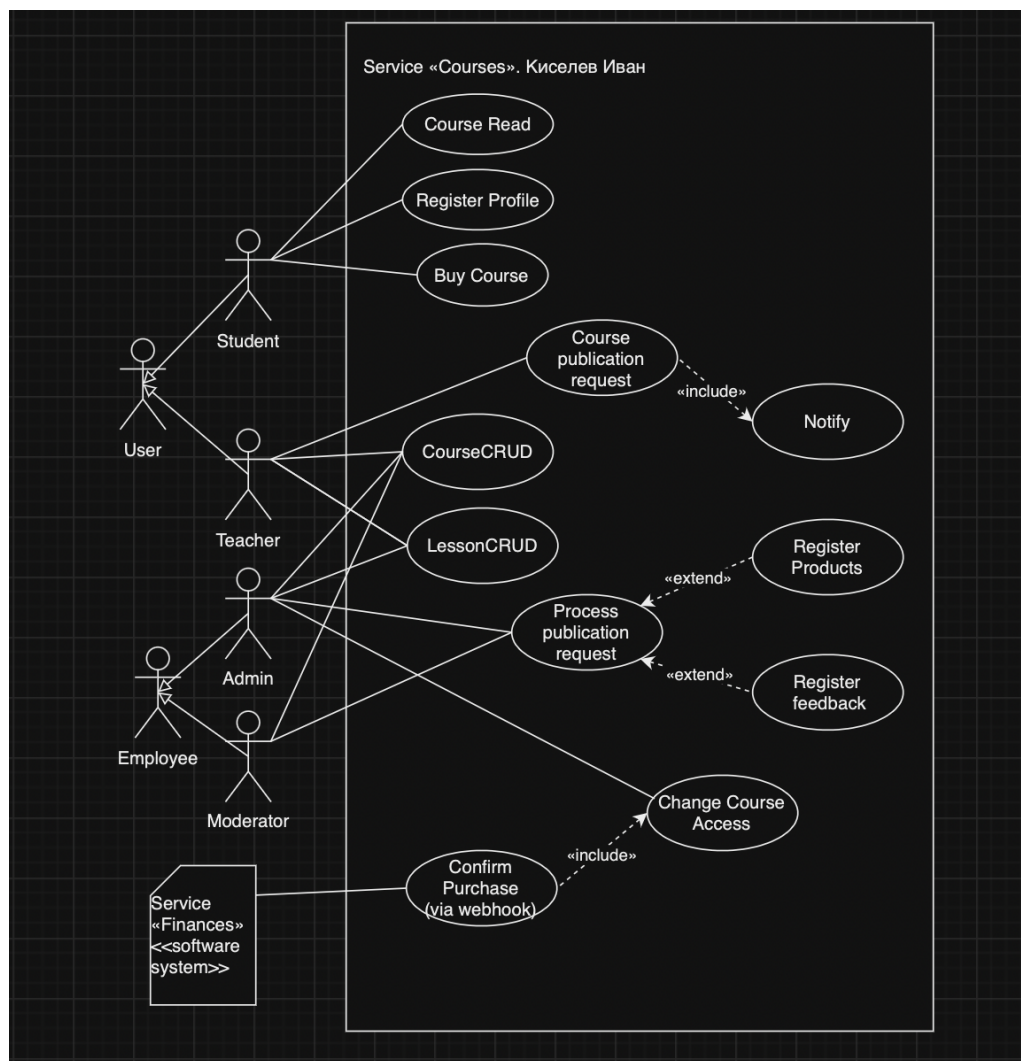 Service «Courses». Киселев Иван
Course Read
Register Profile
Buy Course
Student
Course
publication
request
«include»
Notify
User
CourseCRUD
Teacher
LessonCRUD
Register
Products
«extend»
Process
publication
request
Admin
«extend»
Register
feedback
Employee
Moderator
Change Course
Access
«include»
Confirm
Purchase
(via webhook)
Service
«Finances»
<<software
system>>